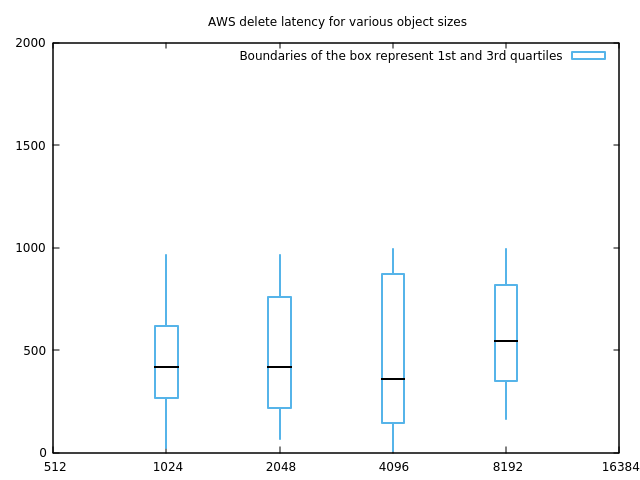 AWS delete latency for various object sizes
2000
Boundaries of the box represent 1st and 3rd quartiles
1500
1000
500
0
512 1024 2048 4096 8192 16384